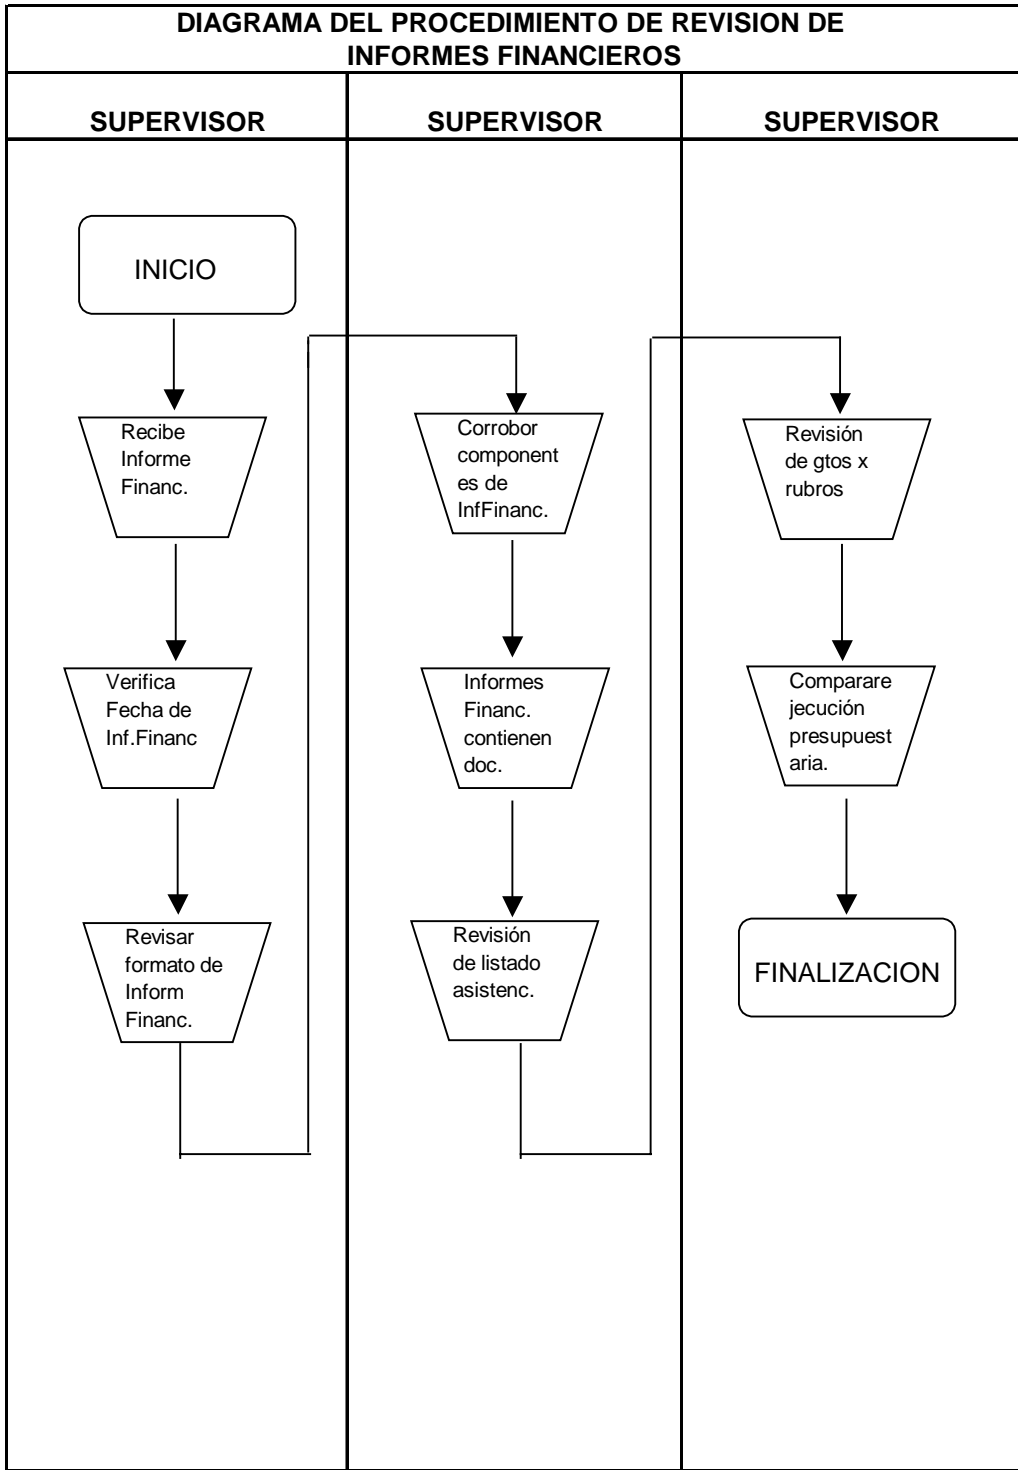 DIAGRAMA DEL PROCEDIMIENTO DE REVISION DE
INFORMES FINANCIEROS
SUPERVISOR
SUPERVISOR
SUPERVISOR
INICIO
Recibe
Informe
Financ.
Verifica
Fecha de
Inf.Financ
Revisar
formato de
Inform
Financ.
Corrobor
component
es de
InfFinanc.
Informes
Financ.
contienen
doc.
Revisión
de listado
asistenc.
Revisión
de gtos x
rubros
Comparare
jecución
presupuest
aria.
FINALIZACION